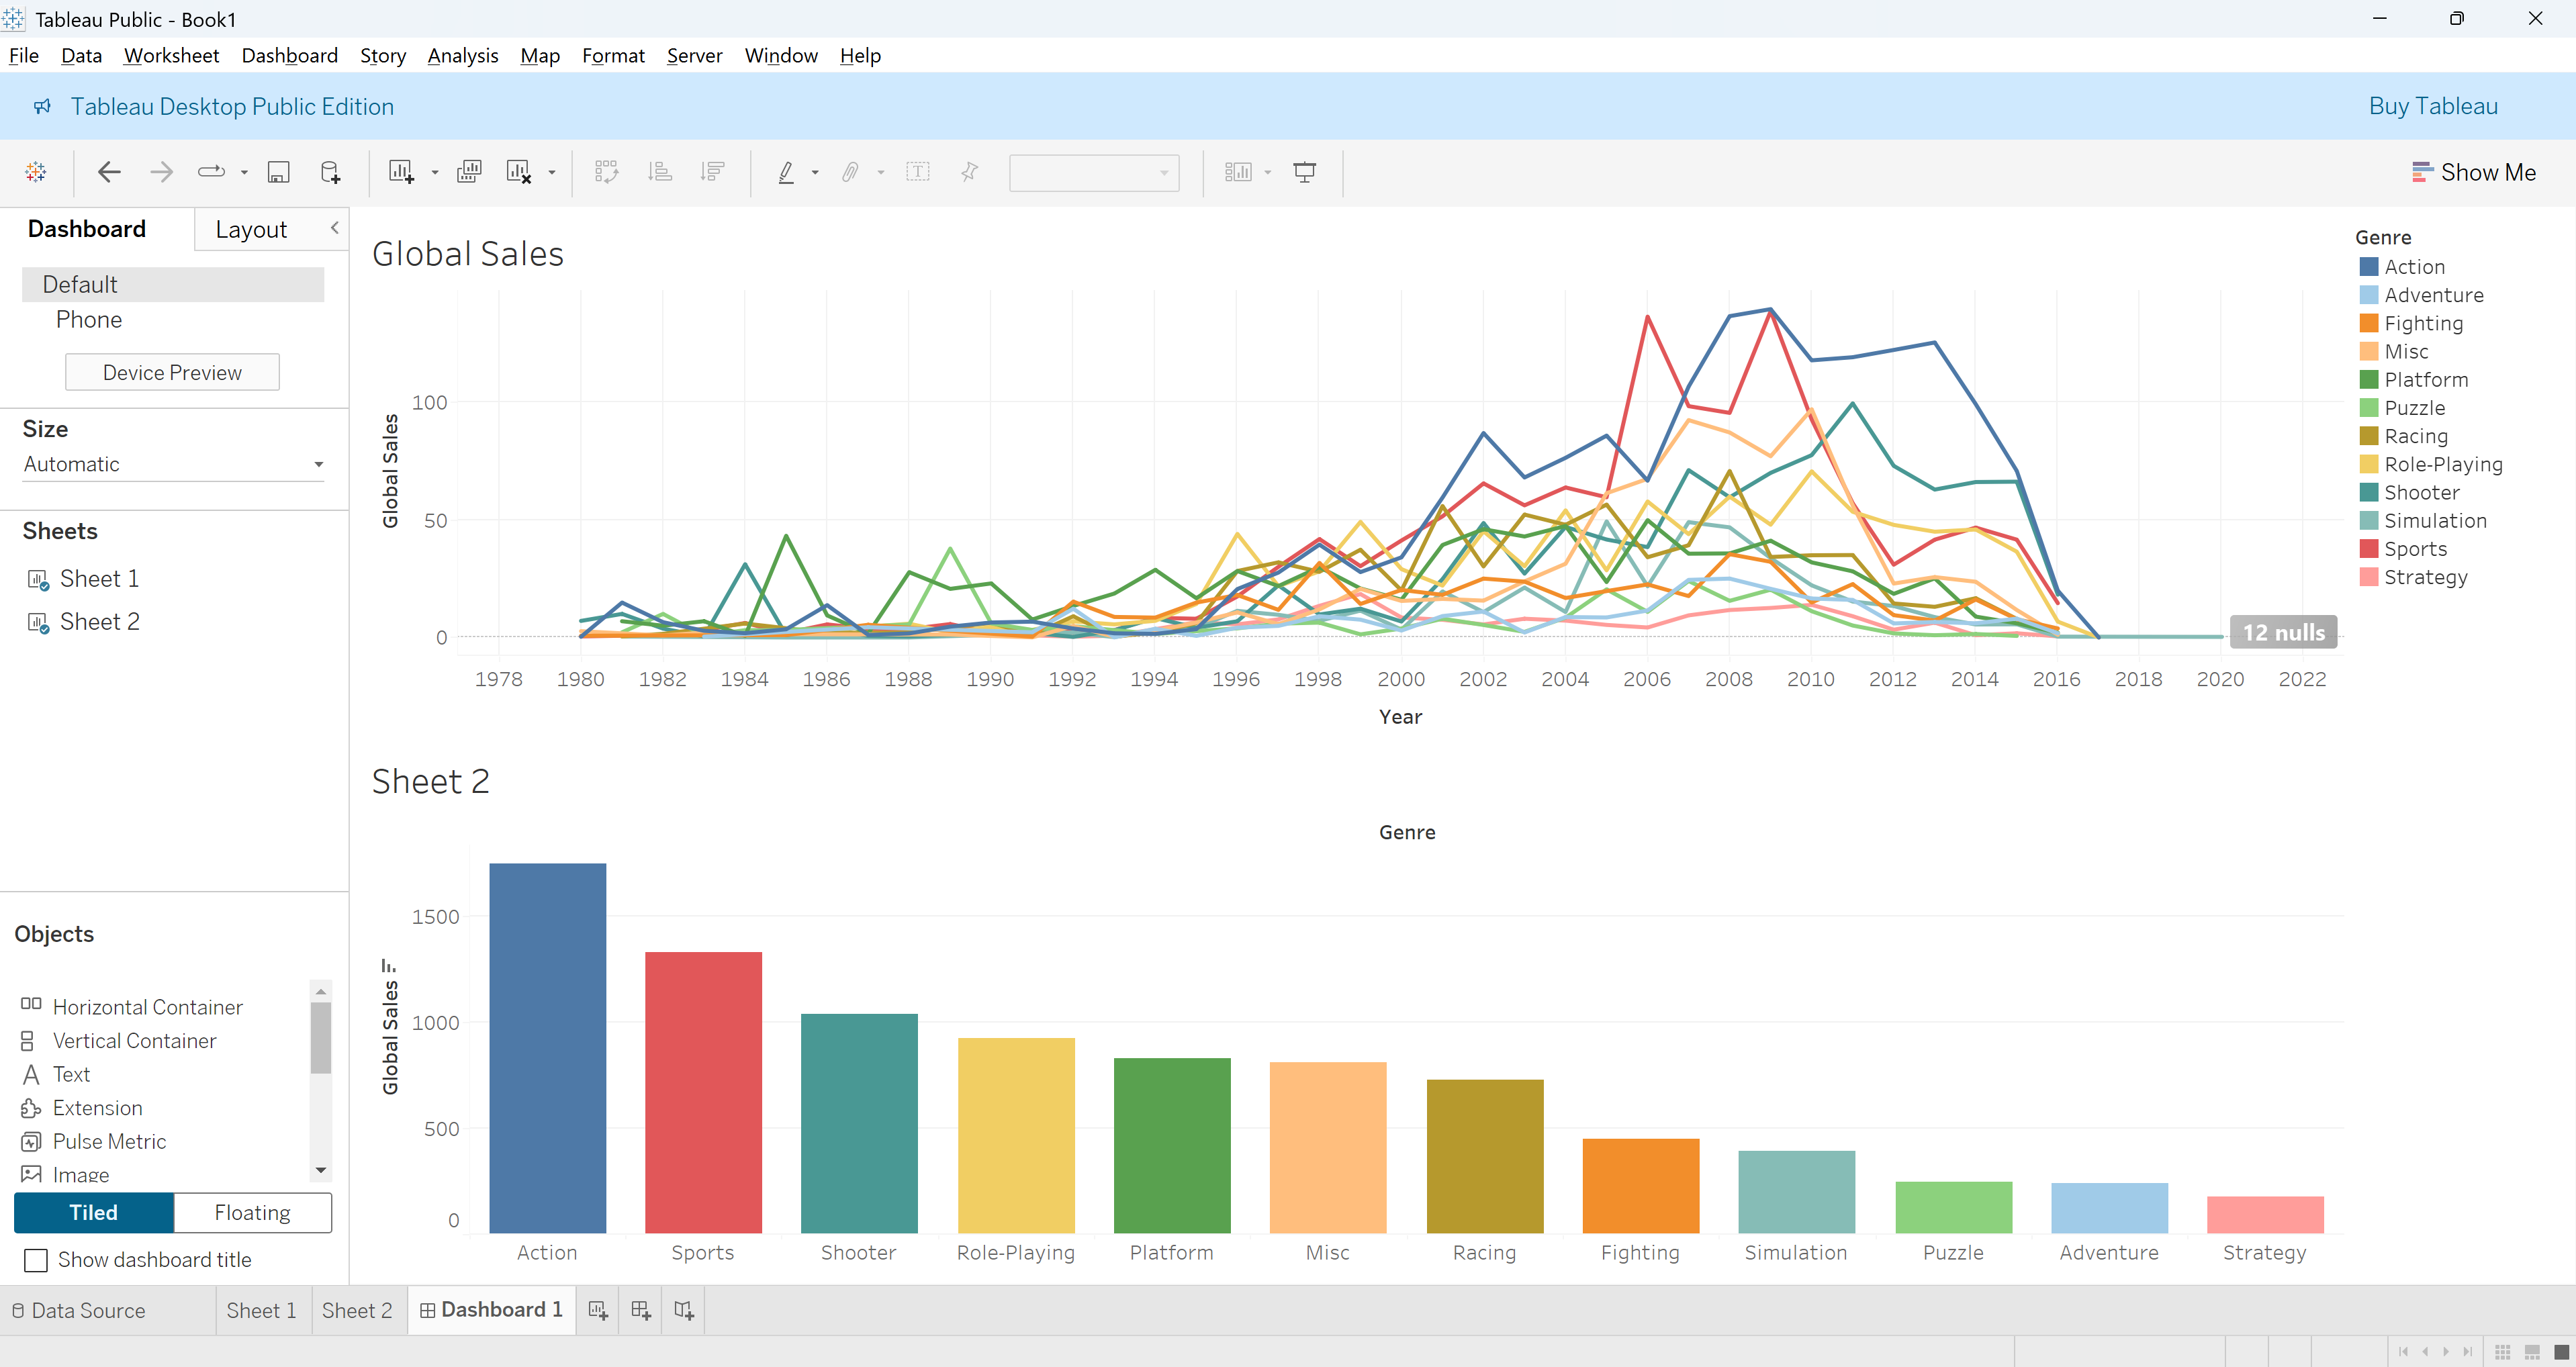 Tableau Public - Book1
File Data Worksheet Dashboard Story Analysis Map Format Server Window Help
Tableau Desktop Public Edition
Buy Tableau
Show Me
Dashboard
Layout
Default
Phone
Device Preview
Size
Automatic
Sheets
Sheet 1
Sheet 2
Objects
Horizontal Container
Vertical Container
Text
Extension
Pulse Metric
Image
Tiled
Floating
Show dashboard title
Global Sales
Global Sales
100
50
0
12 nulls
1978 1980 1982 1984 1986 1988 1990 1992 1994 1996 1998 2000 2002 2004 2006 2008 2010 2012 2014 2016 2018 2020 2022
Year
Genre
Action
Adventure
Fighting
Misc
Platform
Puzzle
Racing
Role-Playing
Shooter
Simulation
Sports
Strategy
Sheet 2
Genre
Global Sales
1500
1000
500
0
Action Sports Shooter Role-Playing Platform Misc Racing Fighting Simulation Puzzle Adventure Strategy
Data Source
Sheet 1
Sheet 2
Dashboard 1